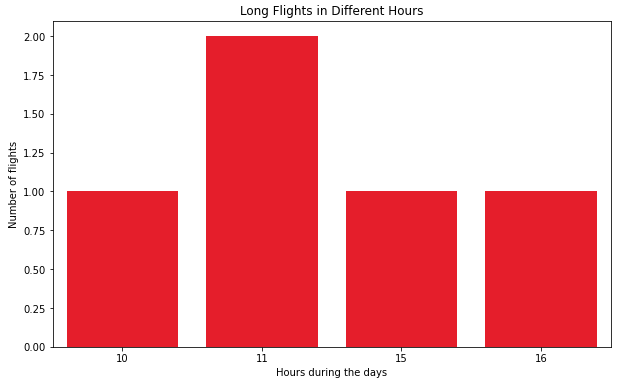 Long Flights in Different Hours
Number of flights
2.00
1.75
1.50
1.25
1.00
0.75
0.50
0.25
0.00
10 11 15 16
Hours during the days